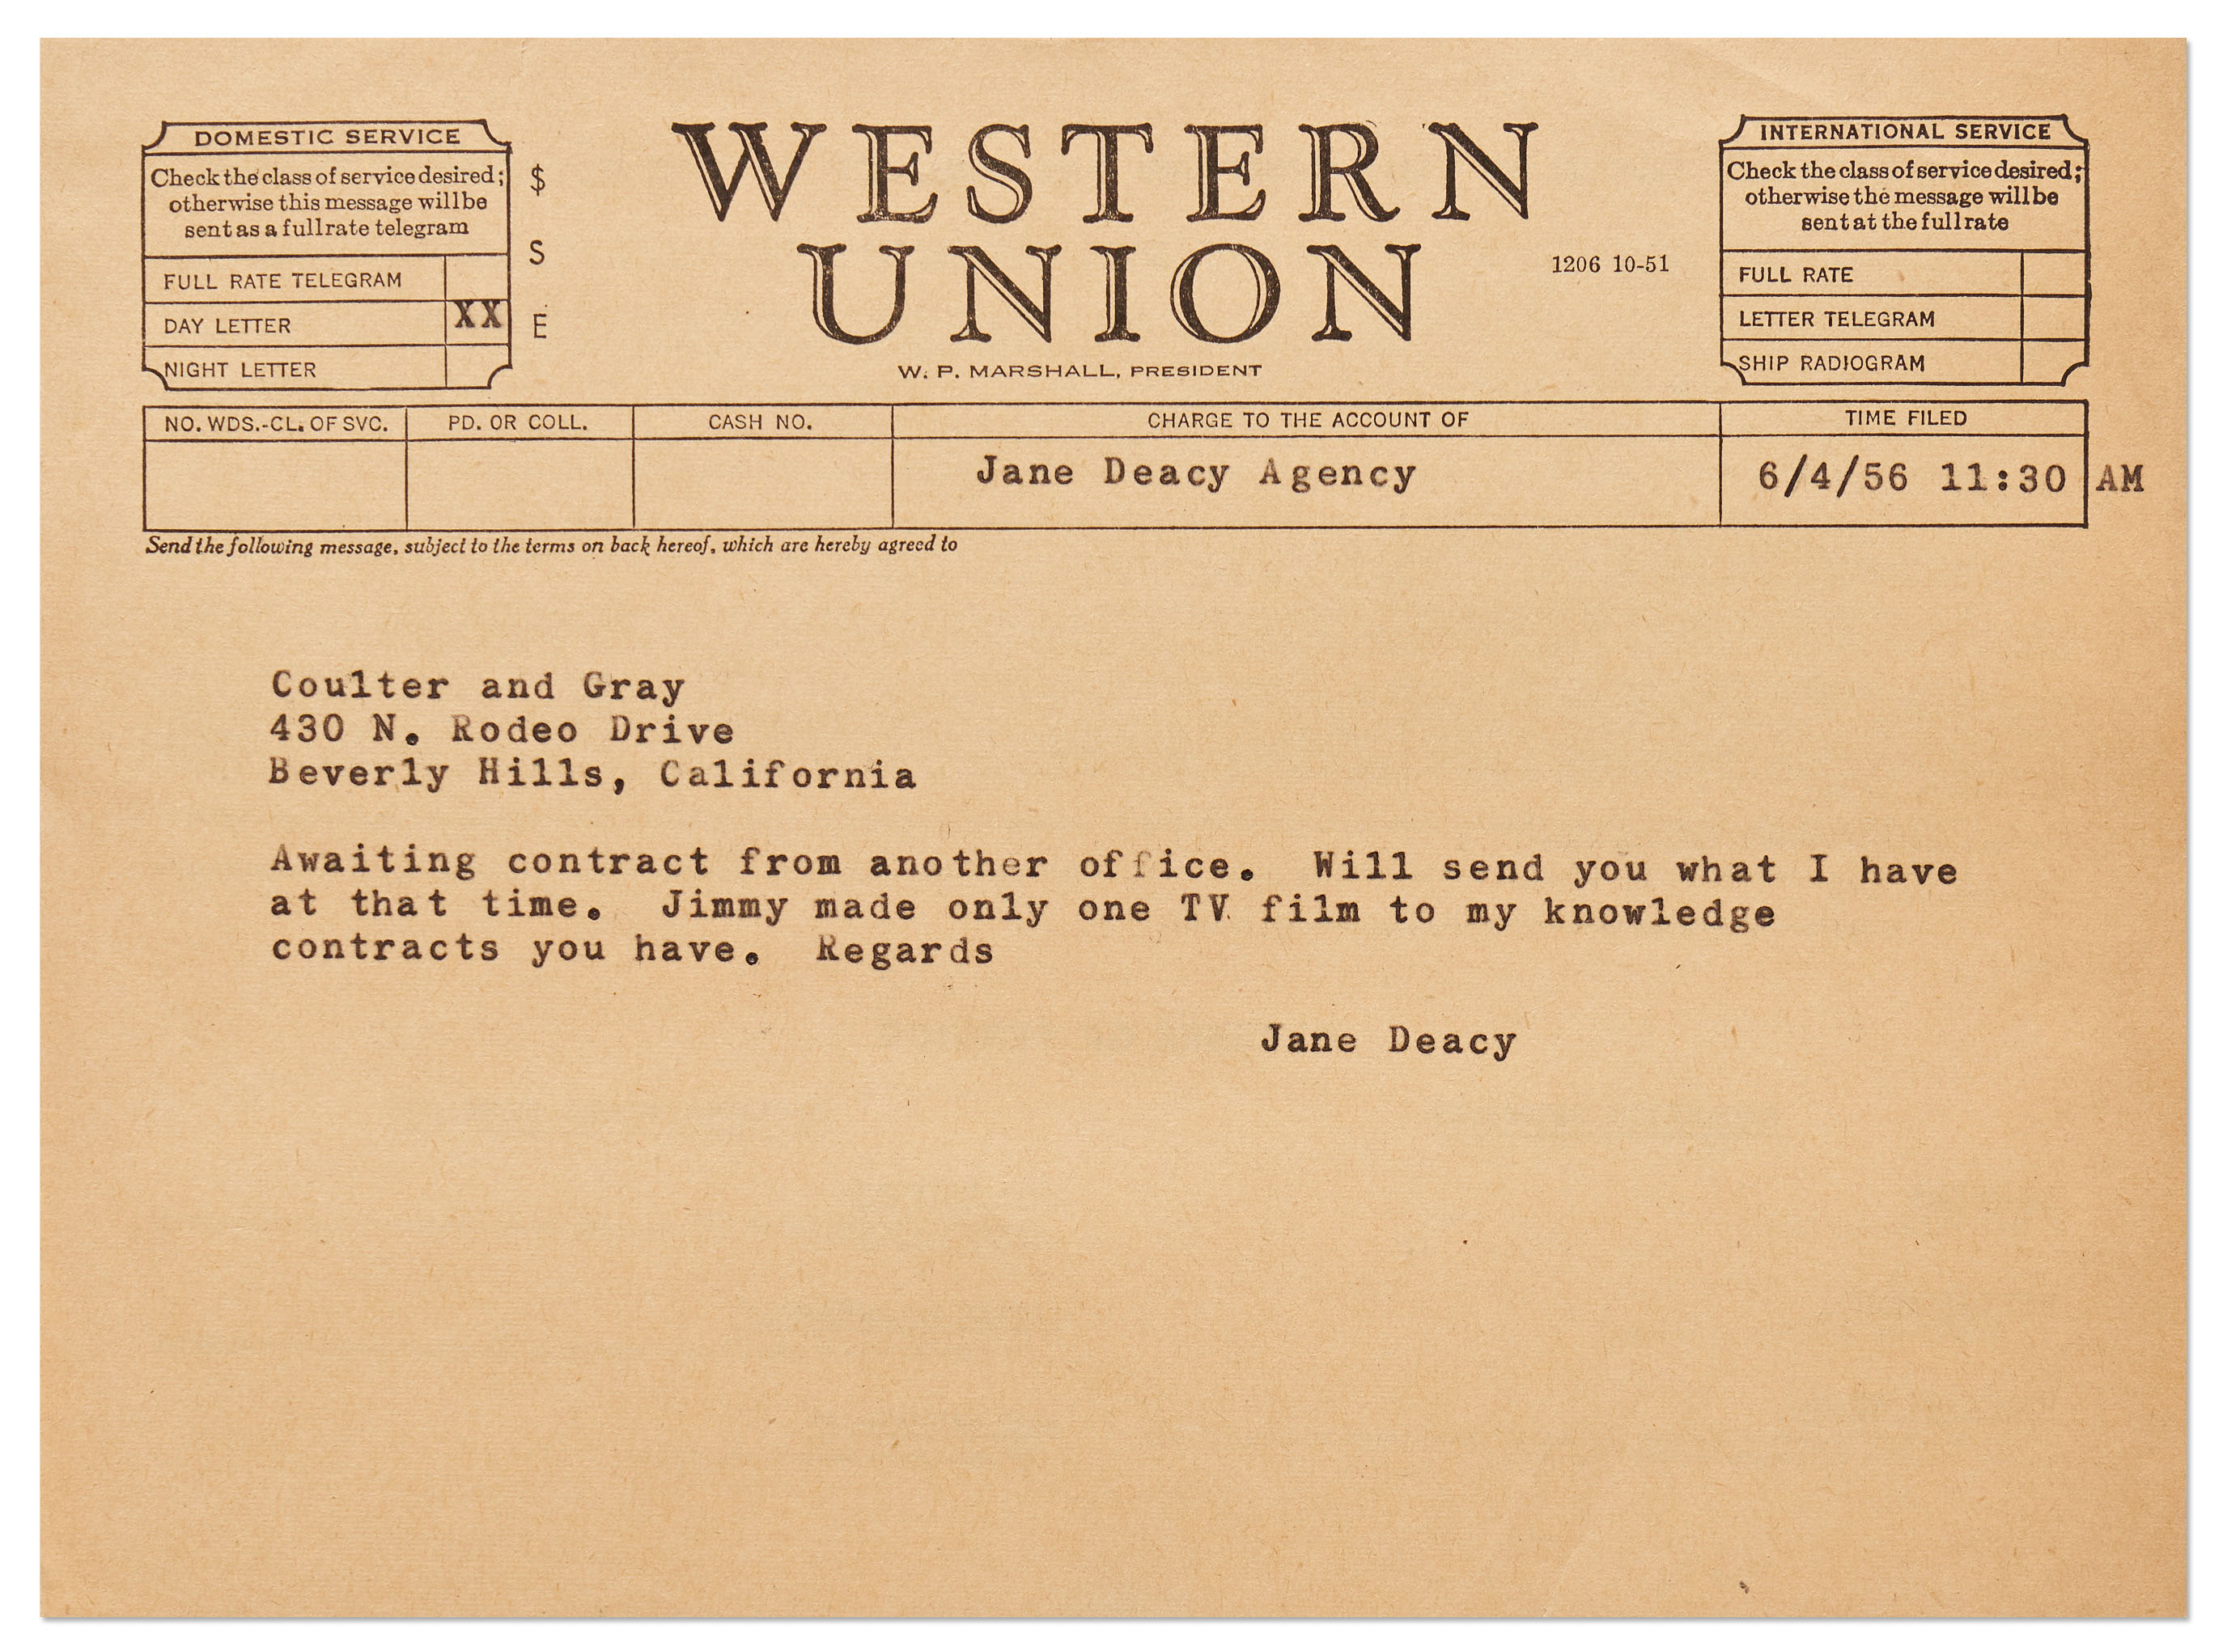 DOMESTIC SERVICE
Check the class of service desired;
otherwise this message will be
sent as a full rate telegram
FULL RATE TELEGRAM
DAY LETTER XX
NIGHT LETTER
$
S
E
WESTERN
UNION
1206 10-51
W. P. MARSHALL, PRESIDENT
INTERNATIONAL SERVICE
Check the class of service desired;
otherwise the message will be
sent at the full rate
FULL RATE
LETTER TELEGRAM
SHIP RADIOGRAM
NO. WDS.-CL. OF SVC. PD. OR COLL. CASH NO. CHARGE TO THE ACCOUNT OF TIME FILED
Jane Deacy Agency 6/4/56 11:30 AM
Send the following message, subject to the terms on back hereof, which are hereby agreed to
Coulter and Gray
430 N. Rodeo Drive
Beverly Hills, California
Awaiting contract from another office. Will send you what I have
at that time. Jimmy made only one TV film to my knowledge
contracts you have. Regards
Jane Deacy